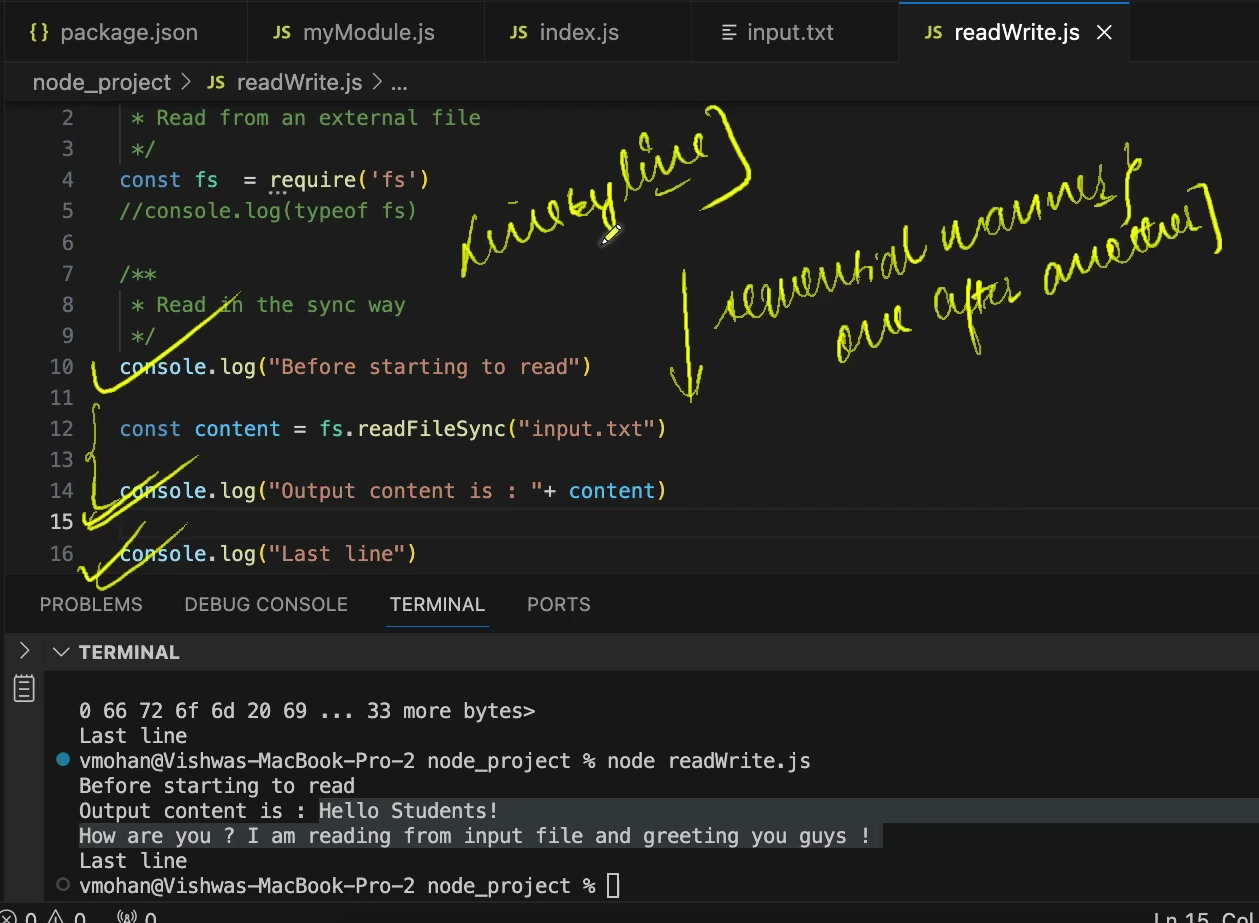 {} package.json
JS myModule.js
JS index.js
input.txt
JS readWrite.js
node_project > JS readWrite.js > ...
2 * Read from an external file
3 */
4 const fs  = require('fs')
5 //console.log(typeof fs)
6
7 /**
8 * Read in the sync way
9 */
10 console.log("Before starting to read")
11
12 const content = fs.readFileSync("input.txt")
13
14 console.log("Output content is : "+ content)
15
16 console.log("Last line")
Line by line]
sequential manner}
one after another]
PROBLEMS DEBUG CONSOLE TERMINAL PORTS
TERMINAL
0 66 72 6f 6d 20 69 ... 33 more bytes>
Last line
vmohan@Vishwas-MacBook-Pro-2 node_project % node readWrite.js
Before starting to read
Output content is : Hello Students!
How are you ? I am reading from input file and greeting you guys !
Last line
vmohan@Vishwas-MacBook-Pro-2 node_project %
0 0 0
Ln 15, Col